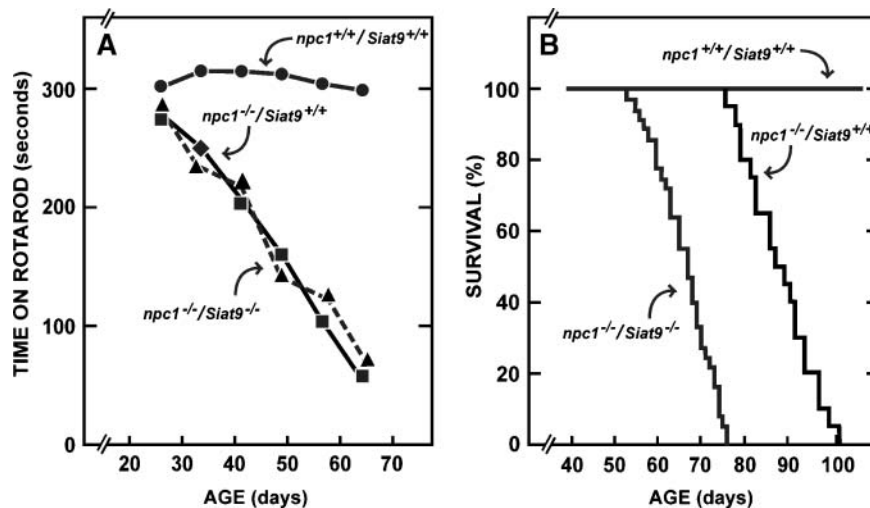 A
npc1+/+/Siat9+/+
npc1-/-/Siat9+/+
npc1-/-/Siat9-/-
TIME ON ROTAROD (seconds)
300
200
100
0
20 30 40 50 60 70
AGE (days)
B
npc1+/+/Siat9+/+
npc1-/-/Siat9+/+
npc1-/-/Siat9-/-
SURVIVAL (%)
100
80
60
40
20
0
40 50 60 70 80 90 100
AGE (days)